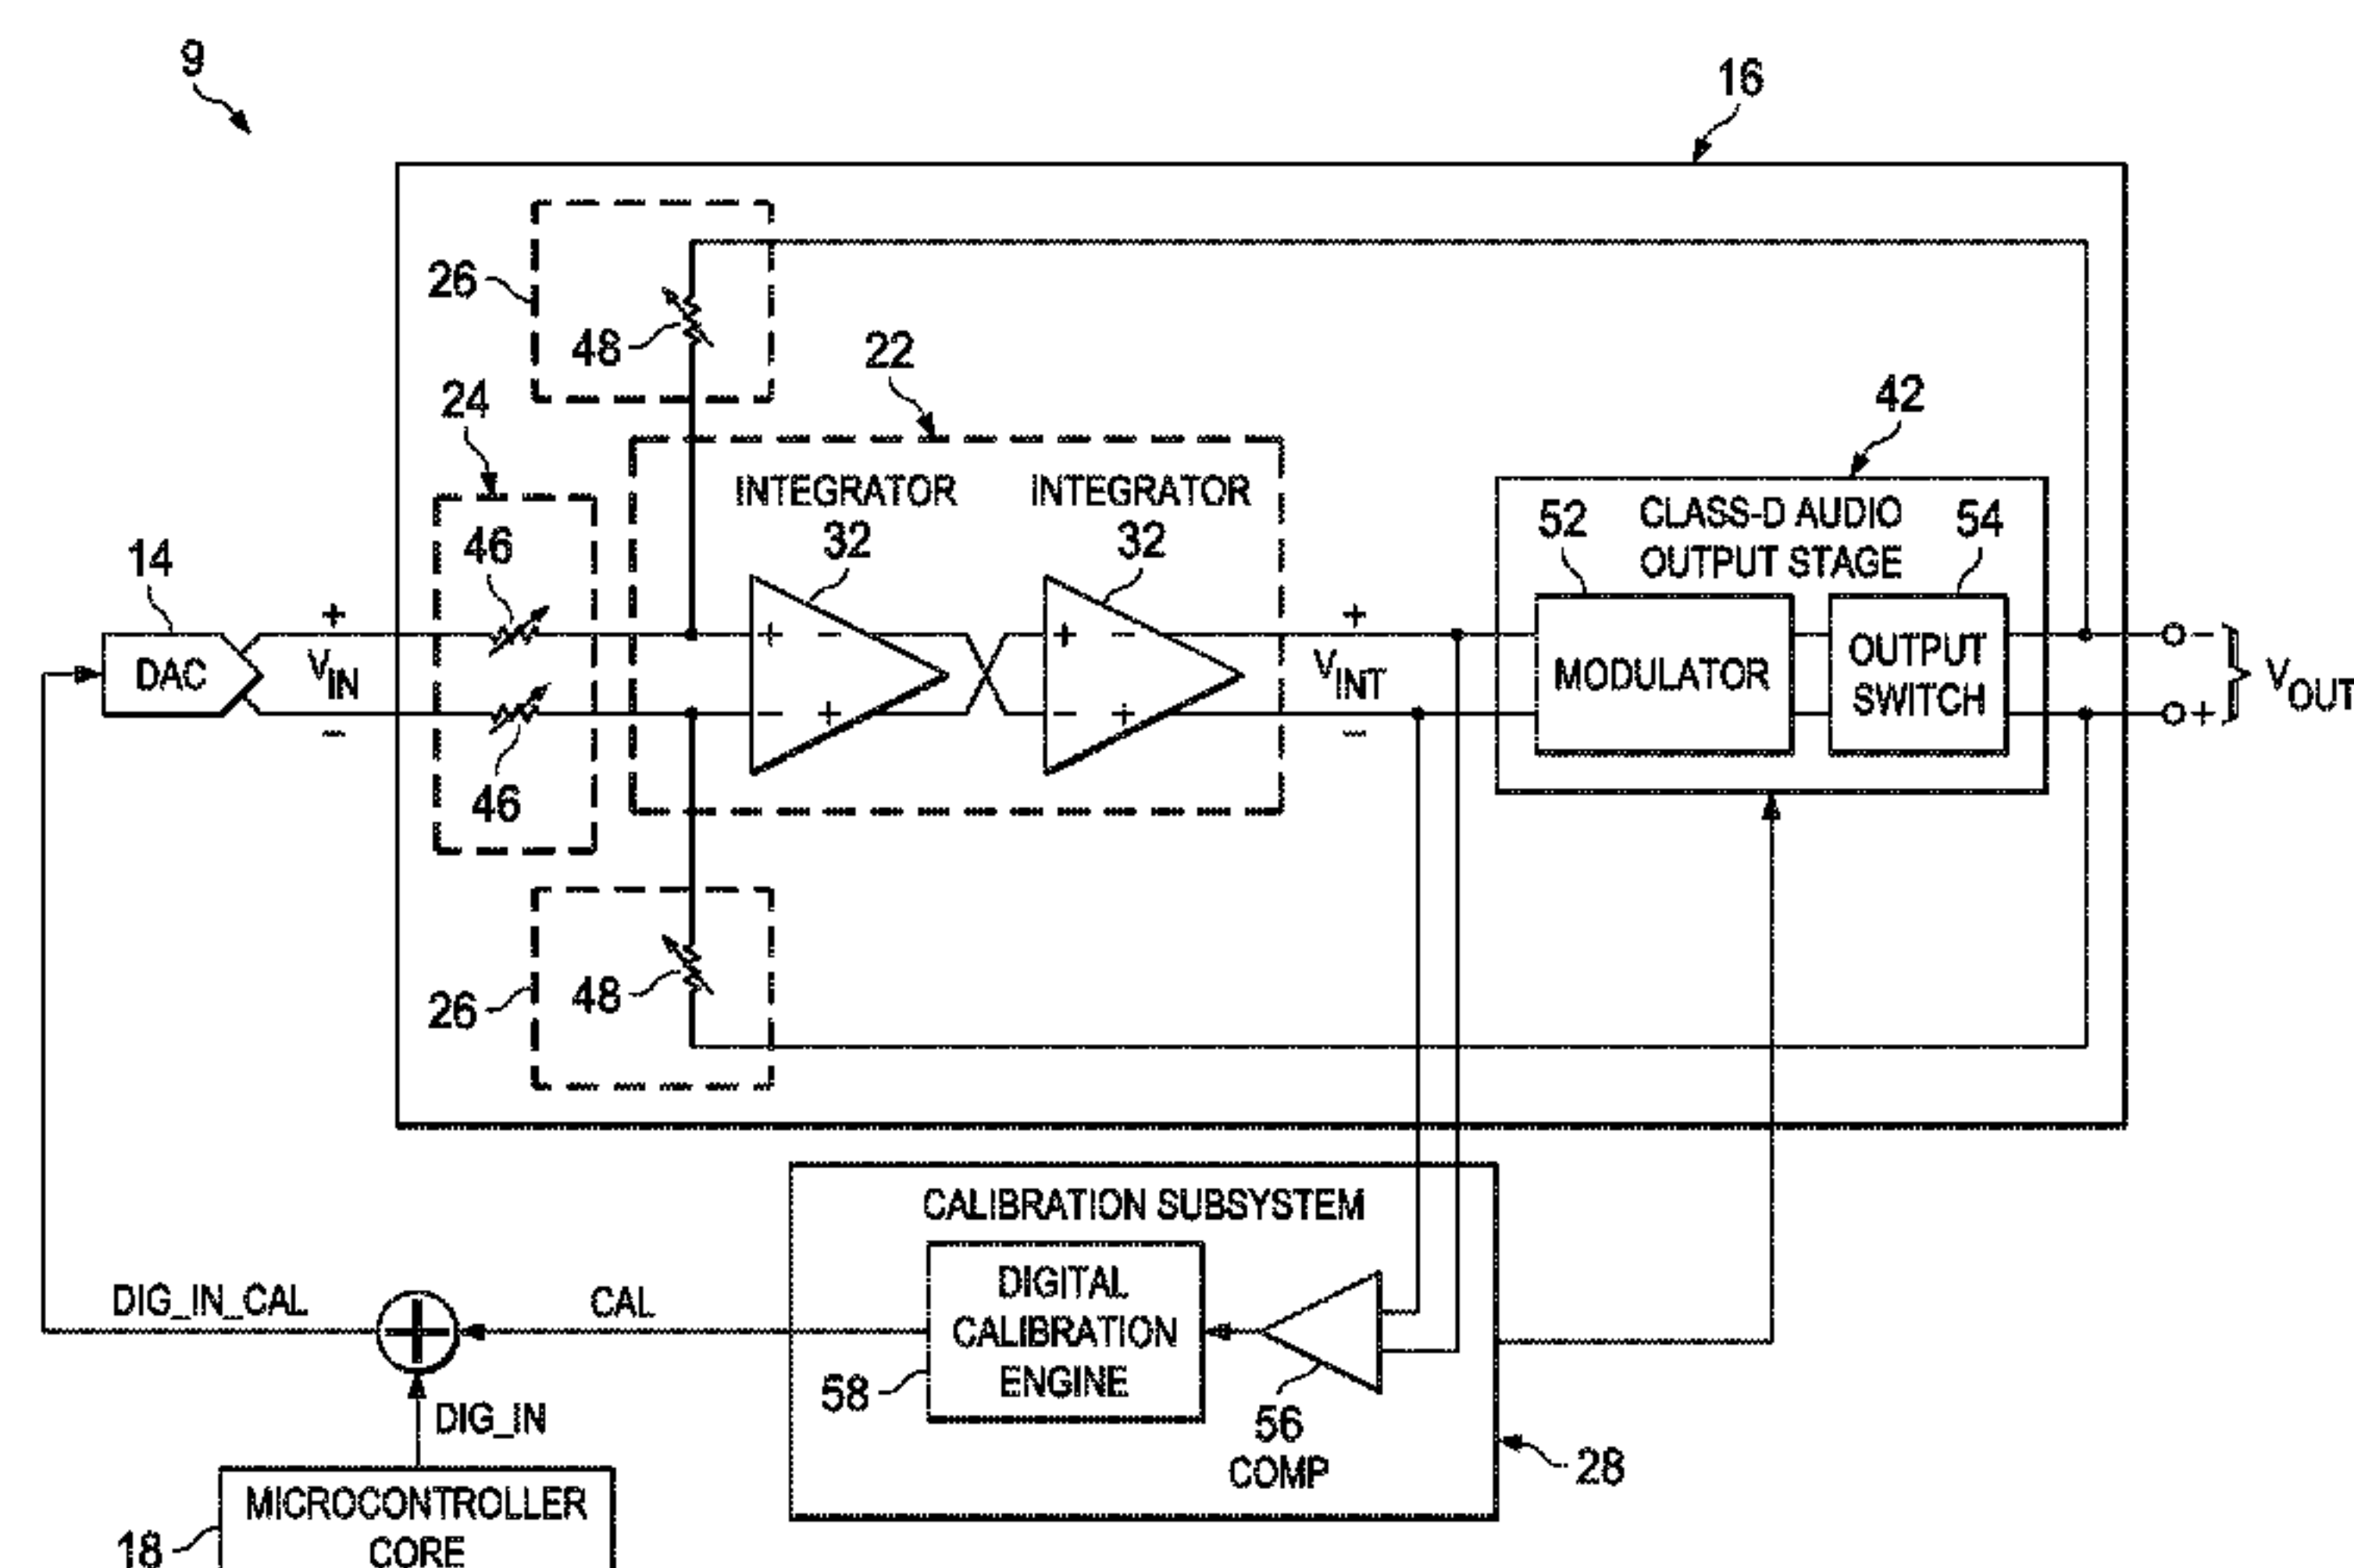 9
16
26
48
22
24
42
INTEGRATOR
INTEGRATOR
CLASS-D AUDIO
OUTPUT STAGE
52
54
46
32
32
14
+
+
DAC
VIN
+ −
+ −
VINT
MODULATOR
OUTPUT
SWITCH
−
+
VOUT
− +
− +
−
−
46
48
26
CALIBRATION SUBSYSTEM
DIGITAL
CALIBRATION
ENGINE
DIG_IN_CAL
CAL
58
56
COMP
DIG_IN
28
MICROCONTROLLER
CORE
18